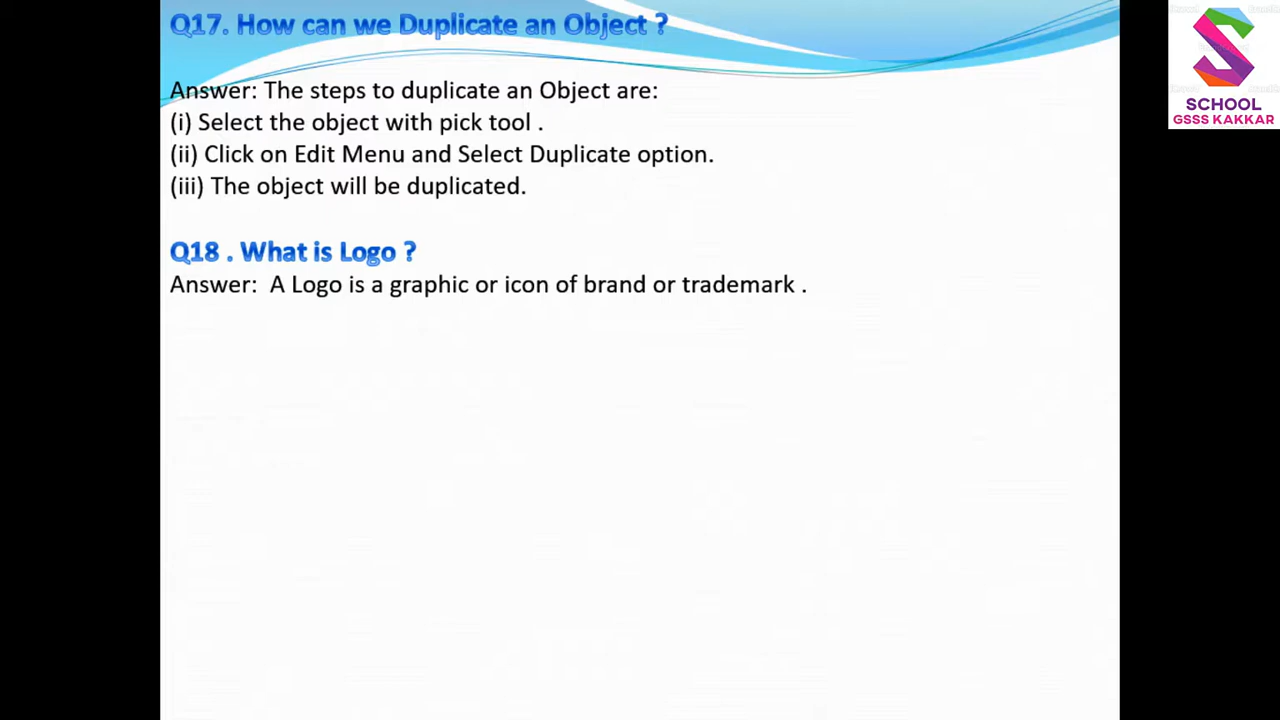 Q17. How can we Duplicate an Object ?
Answer: The steps to duplicate an Object are:
(i) Select the object with pick tool .
(ii) Click on Edit Menu and Select Duplicate option.
(iii) The object will be duplicated.
Q18 . What is Logo ?
Answer:  A Logo is a graphic or icon of brand or trademark .
SCHOOL
GSSS KAKKAR